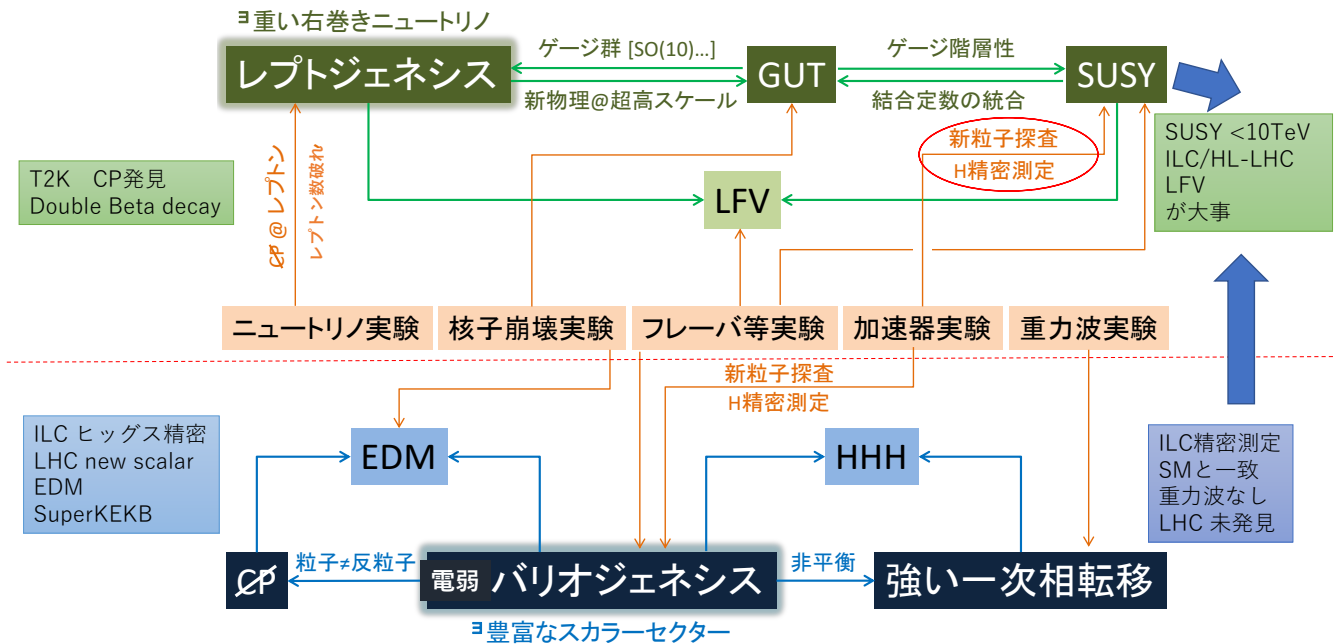 ∃重い右巻きニュートリノ
レプトジェネシス
ゲージ群 [SO(10)...]
新物理@超高スケール
GUT
ゲージ階層性
結合定数の統合
SUSY
新粒子探査
H精密測定
SUSY <10TeV
ILC/HL-LHC
LFV
が大事
T2K CP発見
Double Beta decay
CP @ レプトン
レプトン数破れ
LFV
ニュートリノ実験
核子崩壊実験
フレーバ等実験
加速器実験
重力波実験
新粒子探査
H精密測定
ILC ヒッグス精密
LHC new scalar
EDM
SuperKEKB
EDM
HHH
ILC精密測定
SMと一致
重力波なし
LHC 未発見
CP
粒子≠反粒子
電弱 バリオジェネシス
非平衡
強い一次相転移
∃豊富なスカラーセクター